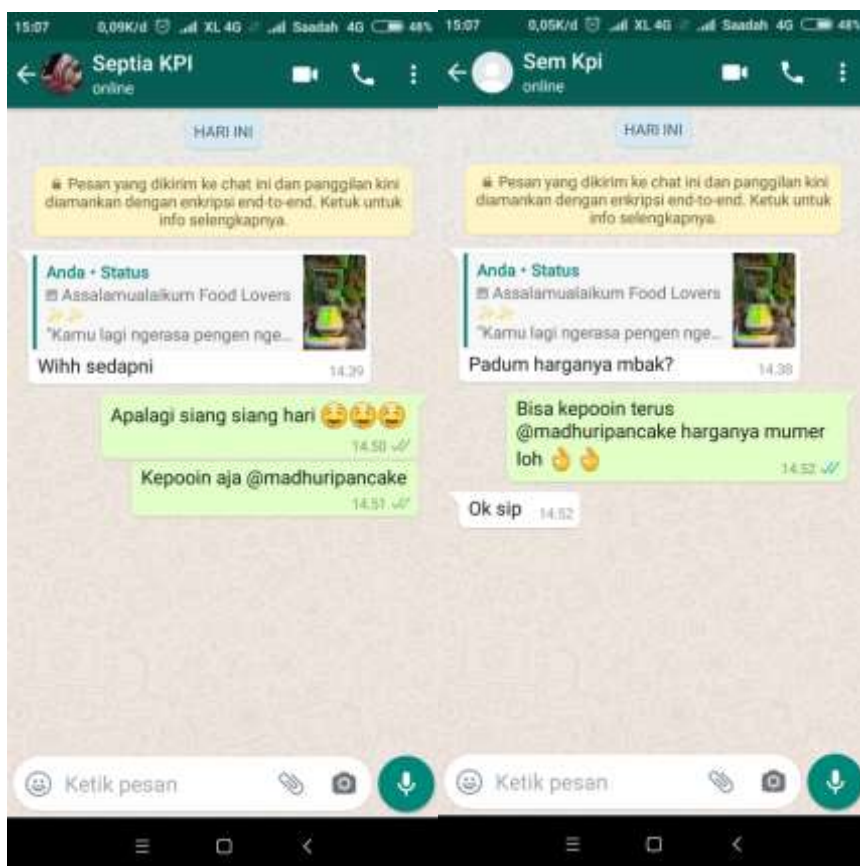 15:07 0,09K/d XL 4G Saadah 4G 48%
Septia KPI
online
HARI INI
Pesan yang dikirim ke chat ini dan panggilan kini
diamankan dengan enkripsi end-to-end. Ketuk untuk
info selengkapnya.
Anda • Status
Assalamualaikum Food Lovers
✨✨
"Kamu lagi ngerasa pengen nge...
Wihh sedapni 14.39
Apalagi siang siang hari 🤤🤤🤤
14.50
Kepooin aja @madhuripancake
14.51
Ketik pesan
15:07 0,05K/d XL 4G Saadah 4G 48%
Sem Kpi
online
HARI INI
Pesan yang dikirim ke chat ini dan panggilan kini
diamankan dengan enkripsi end-to-end. Ketuk untuk
info selengkapnya.
Anda • Status
Assalamualaikum Food Lovers
✨✨
"Kamu lagi ngerasa pengen nge...
Padum harganya mbak? 14.38
Bisa kepooin terus
@madhuripancake harganya mumer
loh 👌👌 14.52
Ok sip 14.52
Ketik pesan